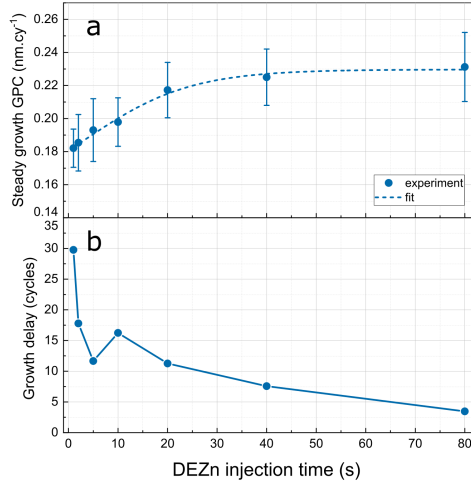 a
Steady growth GPC (nm.cy⁻¹)
0.26
0.24
0.22
0.20
0.18
0.16
0.14
experiment
fit
b
Growth delay (cycles)
35
30
25
20
15
10
5
0
0 10 20 30 40 50 60 70 80
DEZn injection time (s)